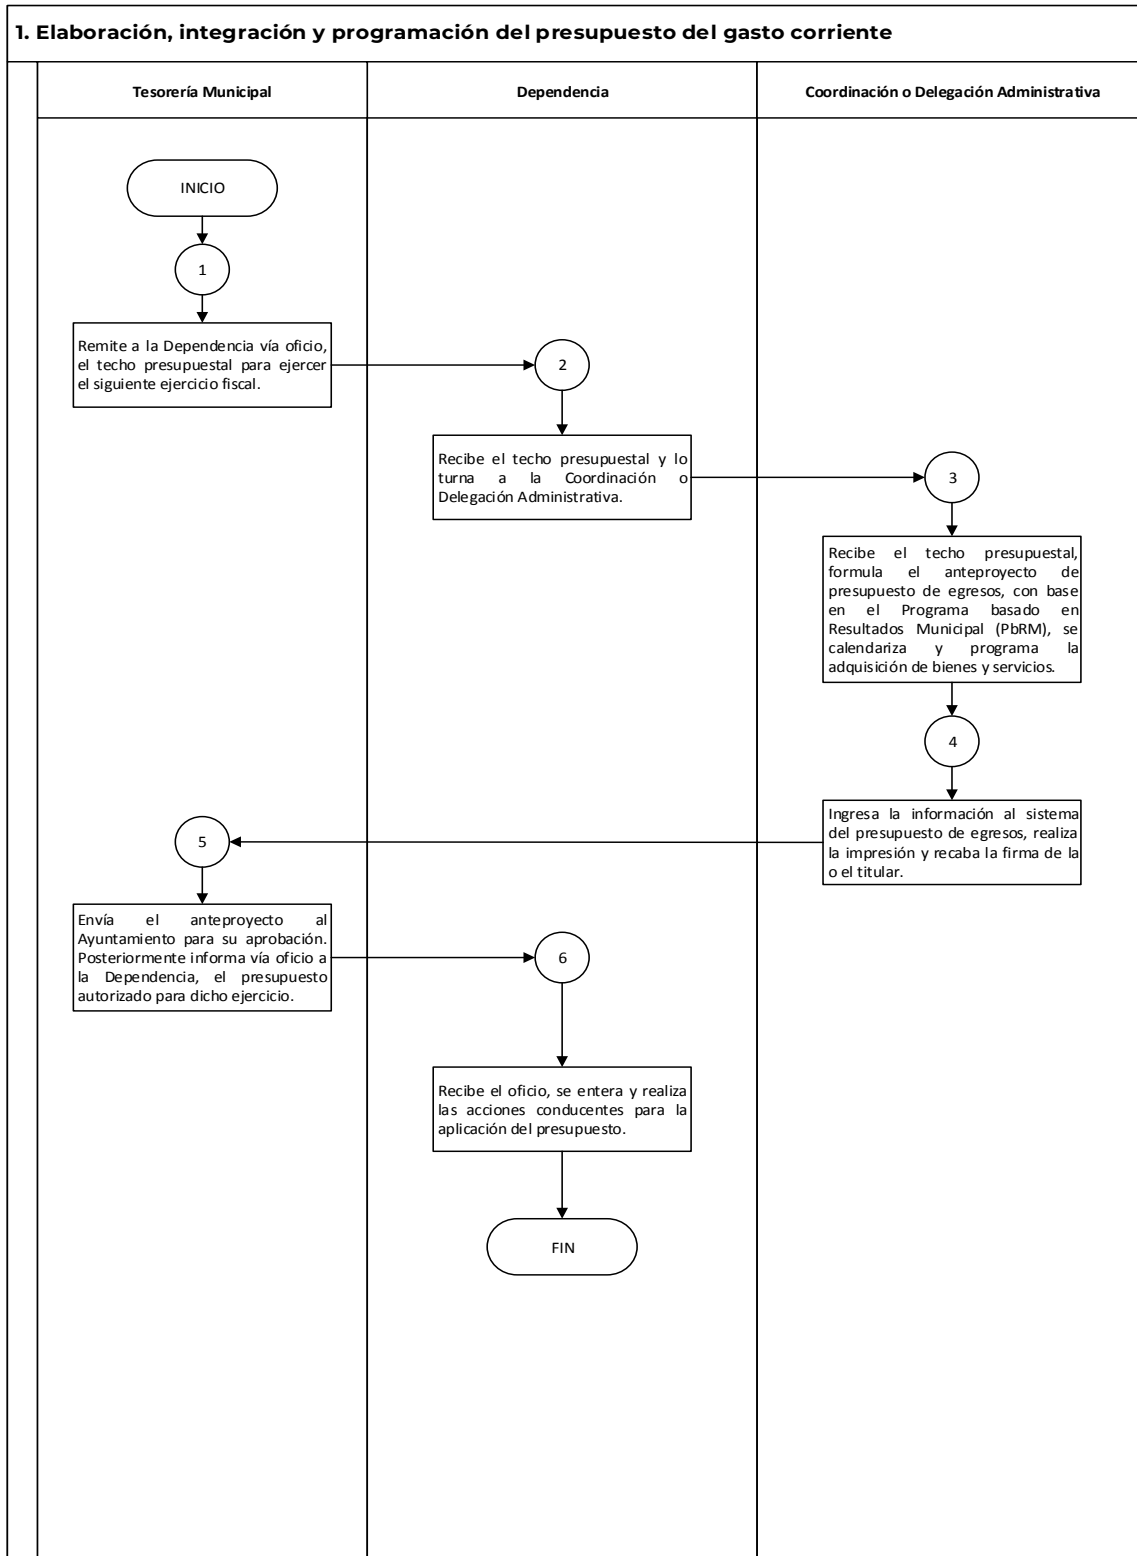 1. Elaboración, integración y programación del presupuesto del gasto corriente
Tesorería Municipal
Dependencia
Coordinación o Delegación Administrativa
INICIO
1
Remite a la Dependencia vía oficio,
el techo presupuestal para ejercer
el siguiente ejercicio fiscal.
2
Recibe el techo presupuestal y lo
turna a la Coordinación o
Delegación Administrativa.
3
Recibe el techo presupuestal,
formula el anteproyecto de
presupuesto de egresos, con base
en el Programa basado en
Resultados Municipal (PbRM), se
calendariza y programa la
adquisición de bienes y servicios.
4
Ingresa la información al sistema
del presupuesto de egresos, realiza
la impresión y recaba la firma de la
o el titular.
5
Envía el anteproyecto al
Ayuntamiento para su aprobación.
Posteriormente informa vía oficio a
la Dependencia, el presupuesto
autorizado para dicho ejercicio.
6
Recibe el oficio, se entera y realiza
las acciones conducentes para la
aplicación del presupuesto.
FIN